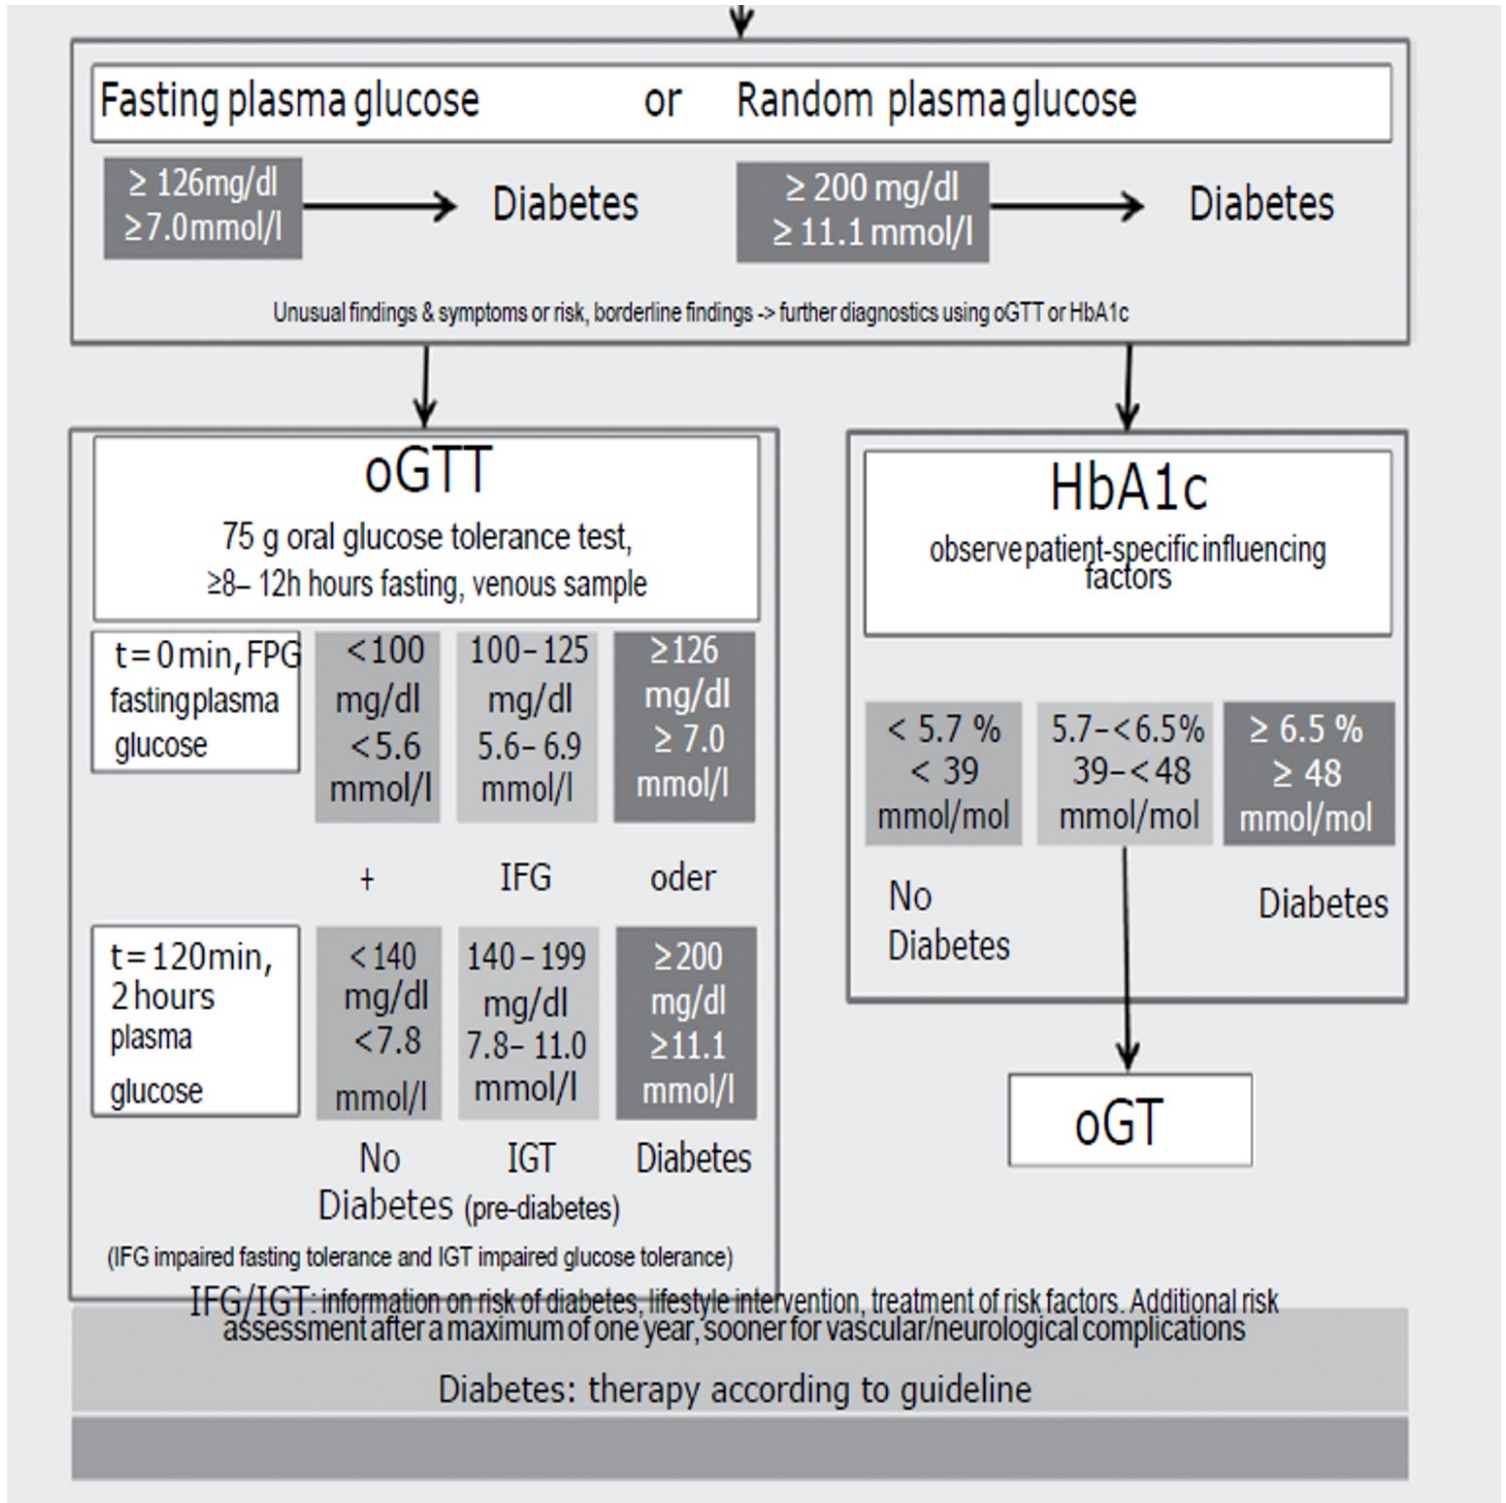 Fasting plasma glucose or Random plasma glucose
≥ 126mg/dl
≥7.0mmol/l
Diabetes
≥ 200 mg/dl
≥ 11.1 mmol/l
Diabetes
Unusual findings & symptoms or risk, borderline findings -> further diagnostics using oGTT or HbA1c
oGTT
75 g oral glucose tolerance test,
≥8– 12h hours fasting, venous sample
t = 0 min, FPG
fasting plasma
glucose
<100
mg/dl
<5.6
mmol/l
100–125
mg/dl
5.6–6.9
mmol/l
≥126
mg/dl
≥ 7.0
mmol/l
+ IFG oder
t = 120min,
2 hours
plasma
glucose
<140
mg/dl
<7.8
mmol/l
140–199
mg/dl
7.8–11.0
mmol/l
≥200
mg/dl
≥11.1
mmol/l
No IGT Diabetes
Diabetes (pre-diabetes)
(IFG impaired fasting tolerance and IGT impaired glucose tolerance)
HbA1c
observe patient-specific influencing
factors
< 5.7 %
< 39
mmol/mol
5.7–<6.5%
39–< 48
mmol/mol
≥ 6.5 %
≥ 48
mmol/mol
No
Diabetes
Diabetes
oGT
IFG/IGT: information on risk of diabetes, lifestyle intervention, treatment of risk factors. Additional risk
assessment after a maximum of one year, sooner for vascular/neurological complications
Diabetes: therapy according to guideline